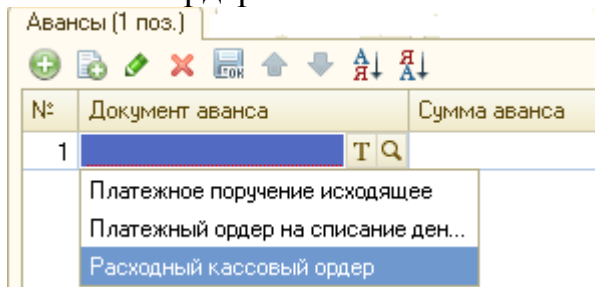 Авансы (1 поз.)
ОК
А
Я
Я
А
№ Документ аванса Сумма аванса
1 T
Платежное поручение исходящее
Платежный ордер на списание ден...
Расходный кассовый ордер